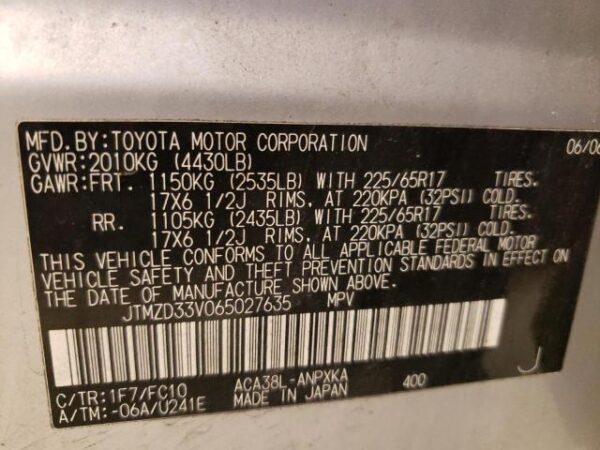 MFD.BY:TOYOTA MOTOR CORPORATION 06/06
GVWR:2010KG (4430LB)
GAWR:FRT. 1150KG (2535LB) WITH 225/65R17 TIRES.
17X6 1/2J RIMS. AT 220KPA (32PSI) COLD.
RR. 1105KG (2435LB) WITH 225/65R17 TIRES.
17X6 1/2J RIMS. AT 220KPA (32PSI) COLD.
THIS VEHICLE CONFORMS TO ALL APPLICABLE FEDERAL MOTOR
VEHICLE SAFETY AND THEFT PREVENTION STANDARDS IN EFFECT ON
THE DATE OF MANUFACTURE SHOWN ABOVE.
JTMZD33V065027635 MPV
C/TR:1F7/FC10 ACA38L-ANPXKA 400 J
A/TM:-06A/U241E MADE IN JAPAN